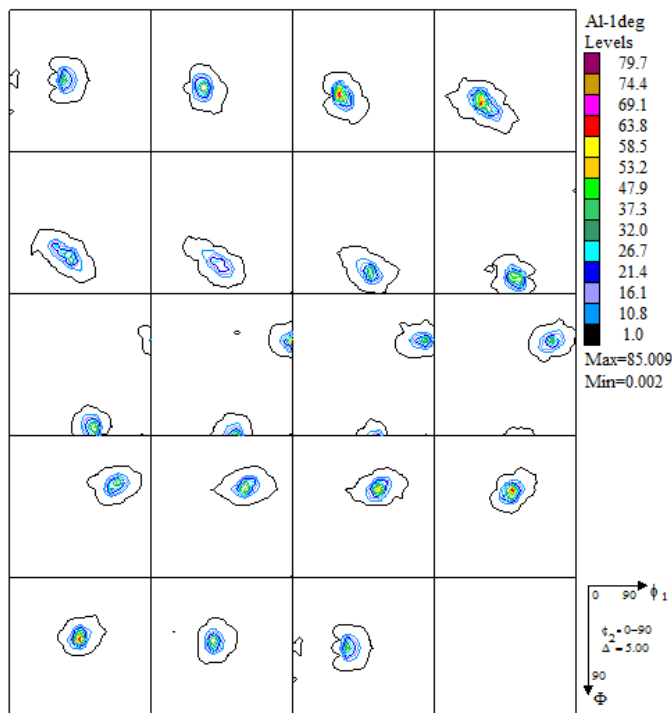 Al-1deg
Levels
79.7
74.4
69.1
63.8
58.5
53.2
47.9
37.3
32.0
26.7
21.4
16.1
10.8
1.0
Max=85.009
Min=0.002
0 90 ϕ1
ϕ2=0-90
Δ=5.00
90
Φ